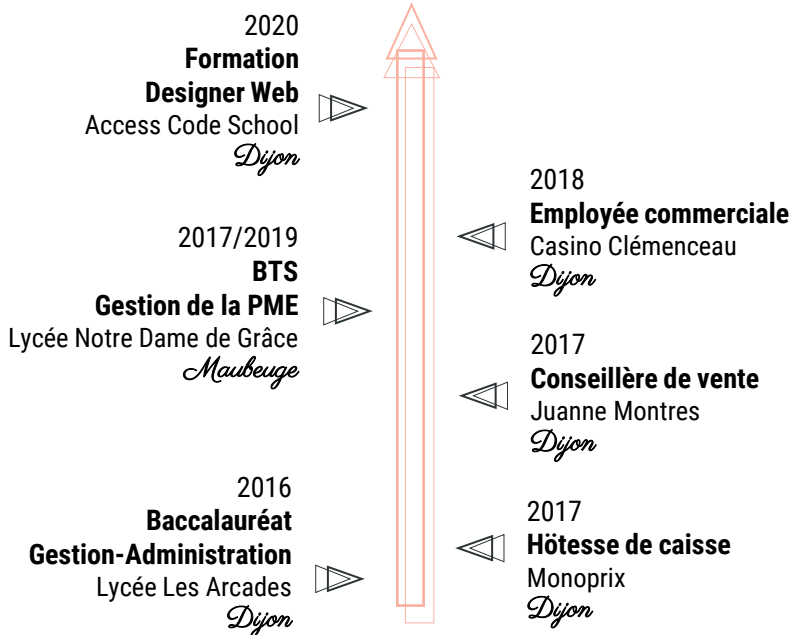 2020
Formation
Designer Web
Access Code School
Dijon
2017/2019
BTS
Gestion de la PME
Lycée Notre Dame de Grâce
Maubeuge
2016
Baccalauréat
Gestion-Administration
Lycée Les Arcades
Dijon
2018
Employée commerciale
Casino Clémenceau
Dijon
2017
Conseillère de vente
Juanne Montres
Dijon
2017
Hötesse de caisse
Monoprix
Dijon